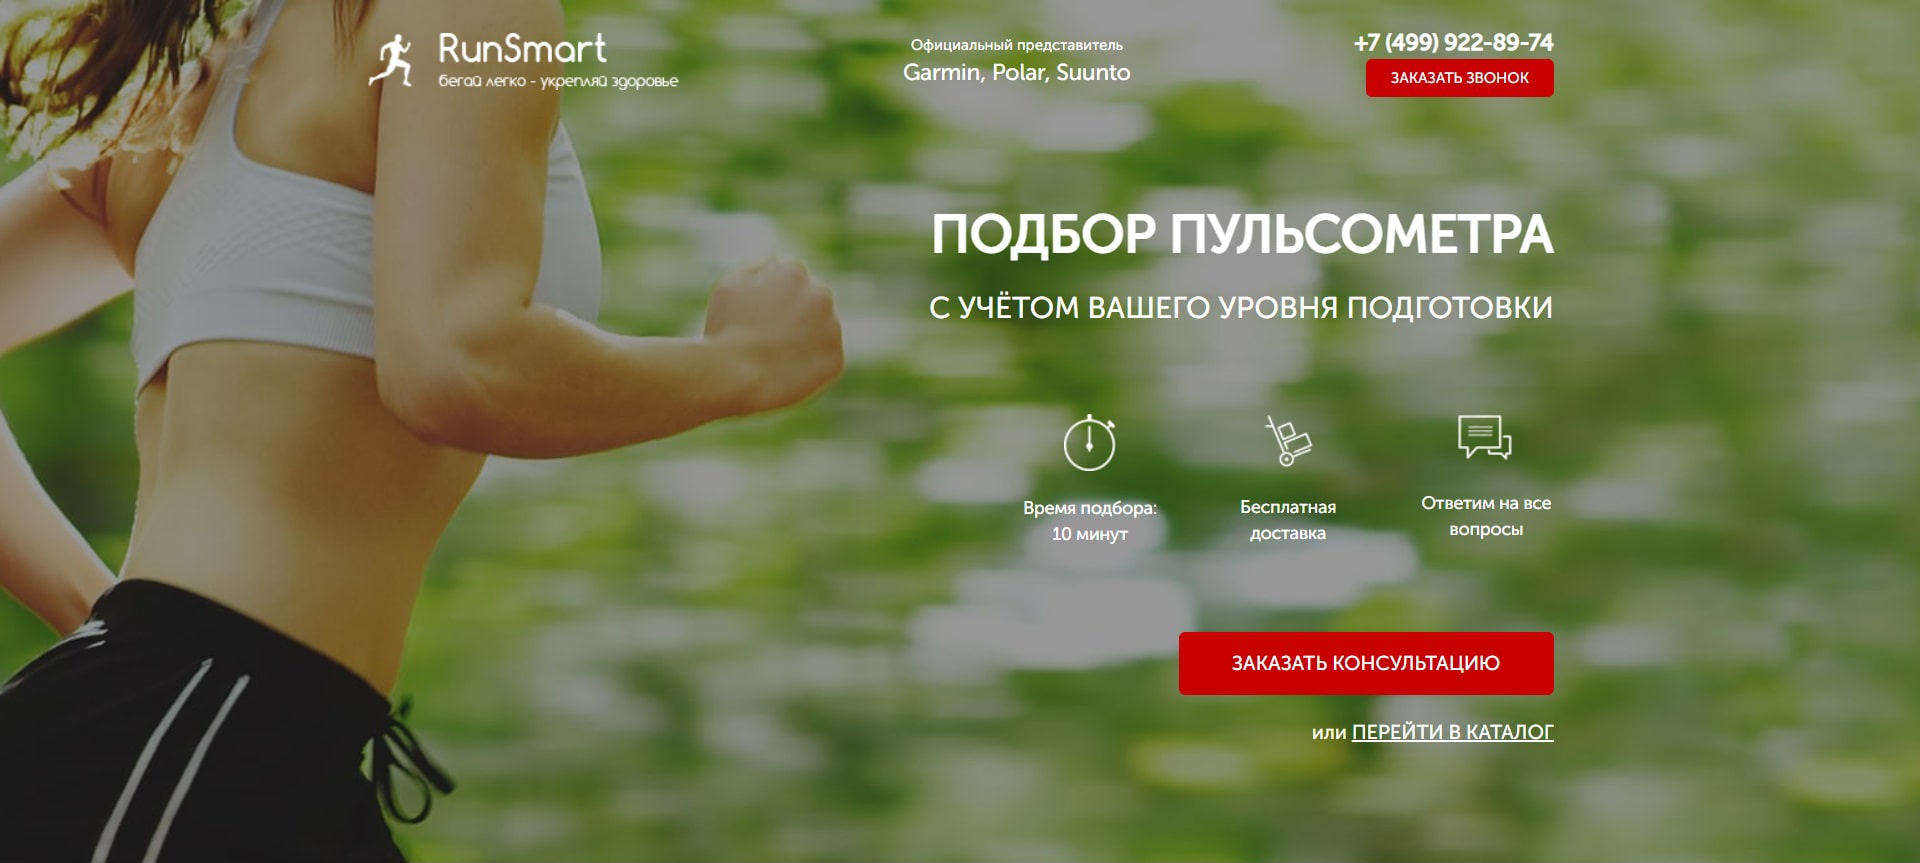 RunSmart
бегай легко - укрепляй здоровье
Официальный представитель
Garmin, Polar, Suunto
+7 (499) 922-89-74
ЗАКАЗАТЬ ЗВОНОК
ПОДБОР ПУЛЬСОМЕТРА
С УЧЁТОМ ВАШЕГО УРОВНЯ ПОДГОТОВКИ
Время подбора:
10 минут
Бесплатная
доставка
Ответим на все
вопросы
ЗАКАЗАТЬ КОНСУЛЬТАЦИЮ
или ПЕРЕЙТИ В КАТАЛОГ